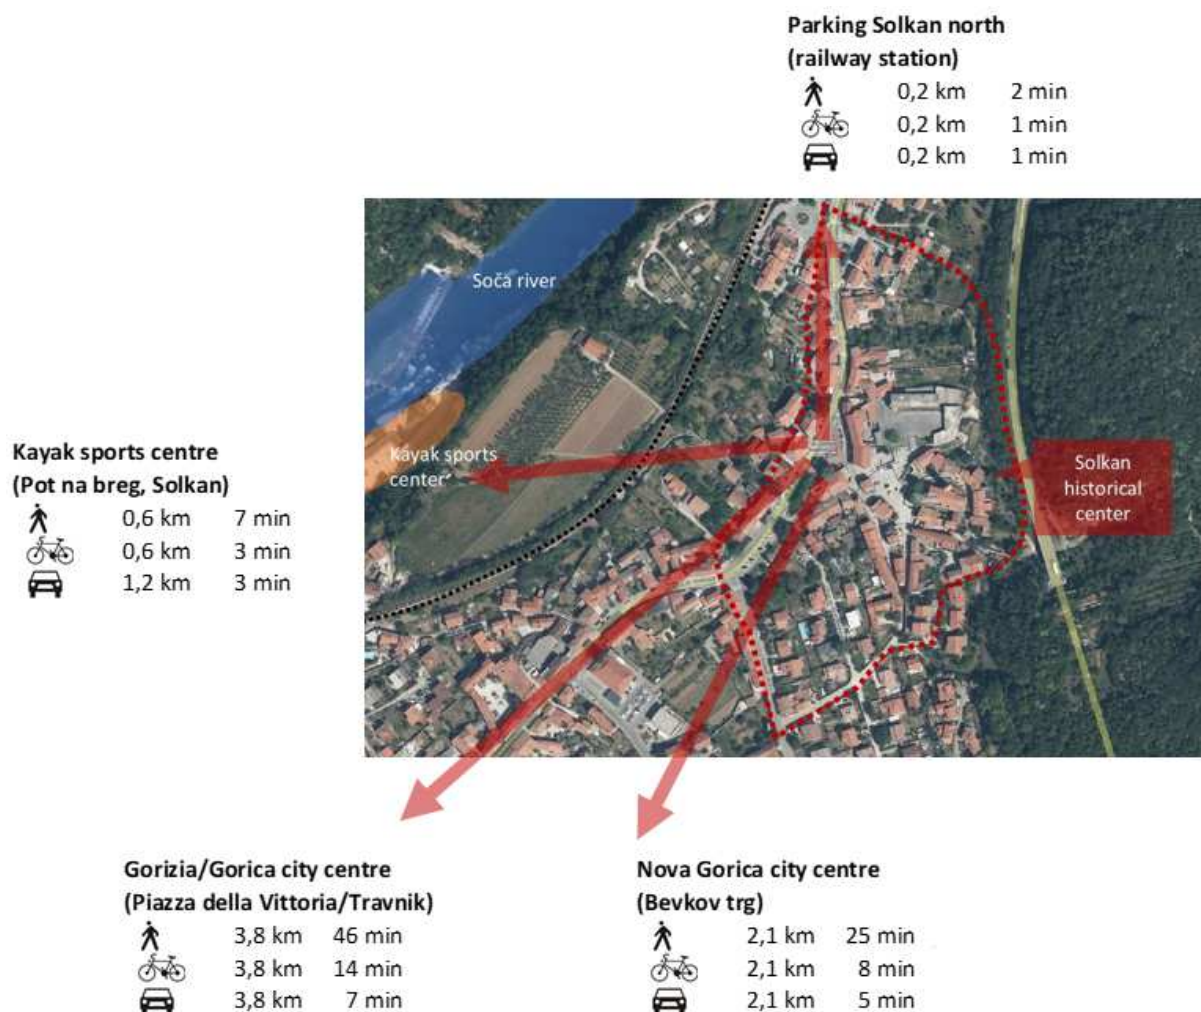 Parking Solkan north
(railway station)
0,2 km 2 min
0,2 km 1 min
0,2 km 1 min
Soča river
Kayak sports
center
Solkan
historical
center
Kayak sports centre
(Pot na breg, Solkan)
0,6 km 7 min
0,6 km 3 min
1,2 km 3 min
Gorizia/Gorica city centre
(Piazza della Vittoria/Travnik)
3,8 km 46 min
3,8 km 14 min
3,8 km 7 min
Nova Gorica city centre
(Bevkov trg)
2,1 km 25 min
2,1 km 8 min
2,1 km 5 min